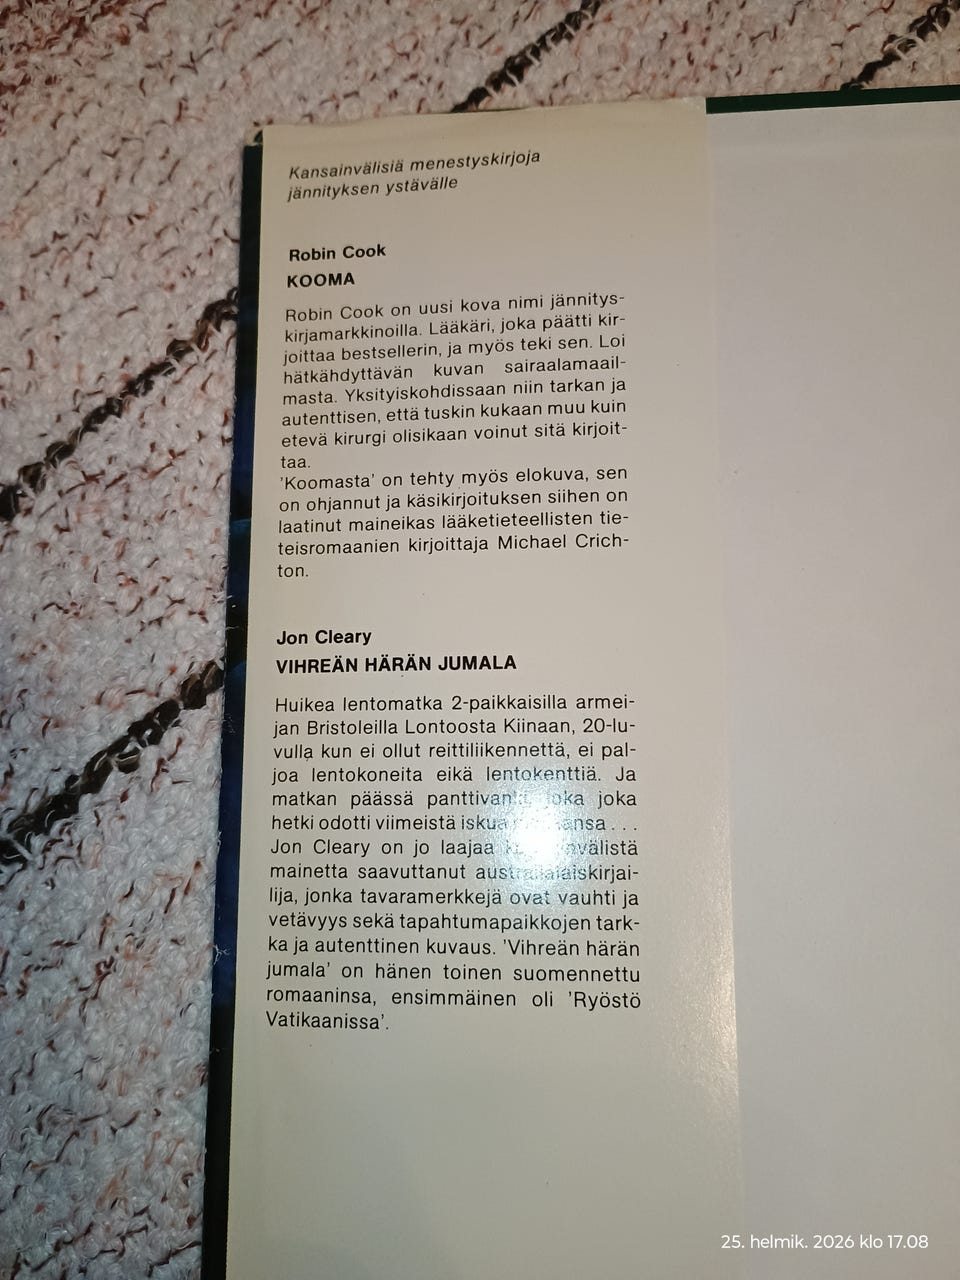 Kansainvälisiä menestyskirjoja
jännityksen ystävälle
Robin Cook
KOOMA
Robin Cook on uusi kova nimi jännitys-
kirjamarkkinoilla. Lääkäri, joka päätti kir-
joittaa bestsellerin, ja myös teki sen. Loi
hätkähdyttävän kuvan sairaalamaail-
masta. Yksityiskohdissaan niin tarkan ja
autenttisen, että tuskin kukaan muu kuin
etevä kirurgi olisikaan voinut sitä kirjoit-
taa.
'Koomasta' on tehty myös elokuva, sen
on ohjannut ja käsikirjoituksen siihen on
laatinut maineikas lääketieteellisten tie-
teisromaanien kirjoittaja Michael Crich-
ton.
Jon Cleary
VIHREÄN HÄRÄN JUMALA
Huikea lentomatka 2-paikkaisilla armei-
jan Bristoleilla Lontoosta Kiinaan, 20-lu-
vulla kun ei ollut reittiliikennettä, ei pal-
joa lentokoneita eikä lentokenttiä. Ja
matkan päässä panttivanki, joka joka
hetki odotti viimeistä iskua . . .
Jon Cleary on jo laajaa kansainvälistä
mainetta saavuttanut australialaiskirjai-
lija, jonka tavaramerkkejä ovat vauhti ja
vetävyys sekä tapahtumapaikkojen tark-
ka ja autenttinen kuvaus. 'Vihreän härän
jumala' on hänen toinen suomennettu
romaaninsa, ensimmäinen oli 'Ryöstö
Vatikaanissa'.
25. helmik. 2026 klo 17.08